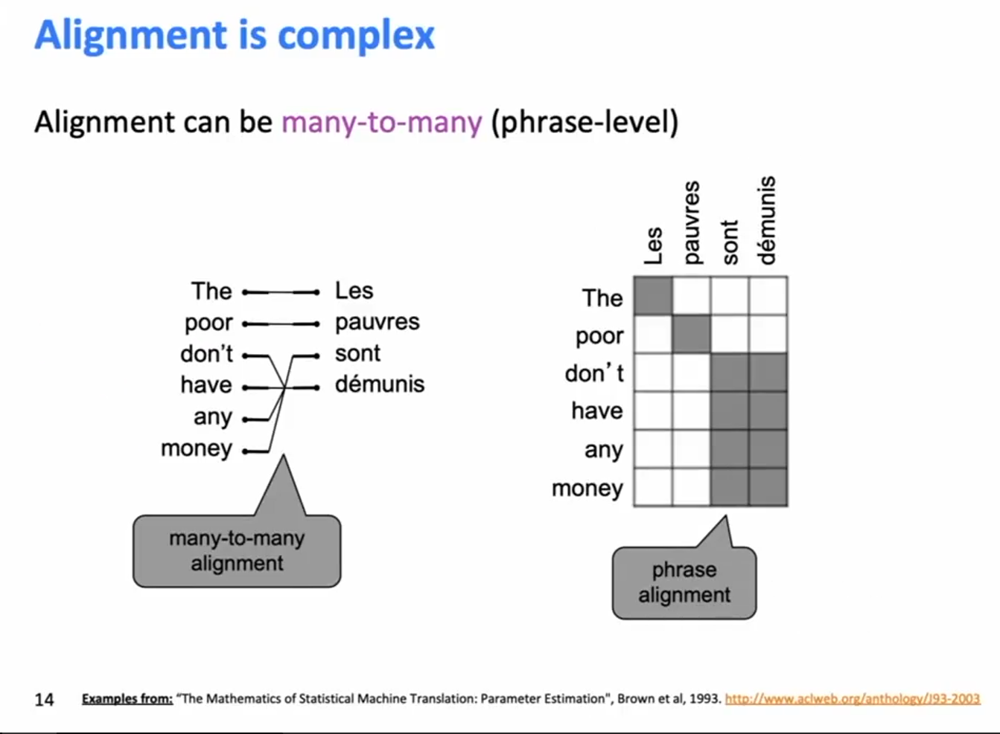 Alignment is complex
Alignment can be many-to-many (phrase-level)
The Les
poor pauvres
don't sont
have démunis
any
money
many-to-many
alignment
Les
pauvres
sont
démunis
The
poor
don't
have
any
money
phrase
alignment
14 Examples from: "The Mathematics of Statistical Machine Translation: Parameter Estimation", Brown et al, 1993. http://www.aclweb.org/anthology/J93-2003